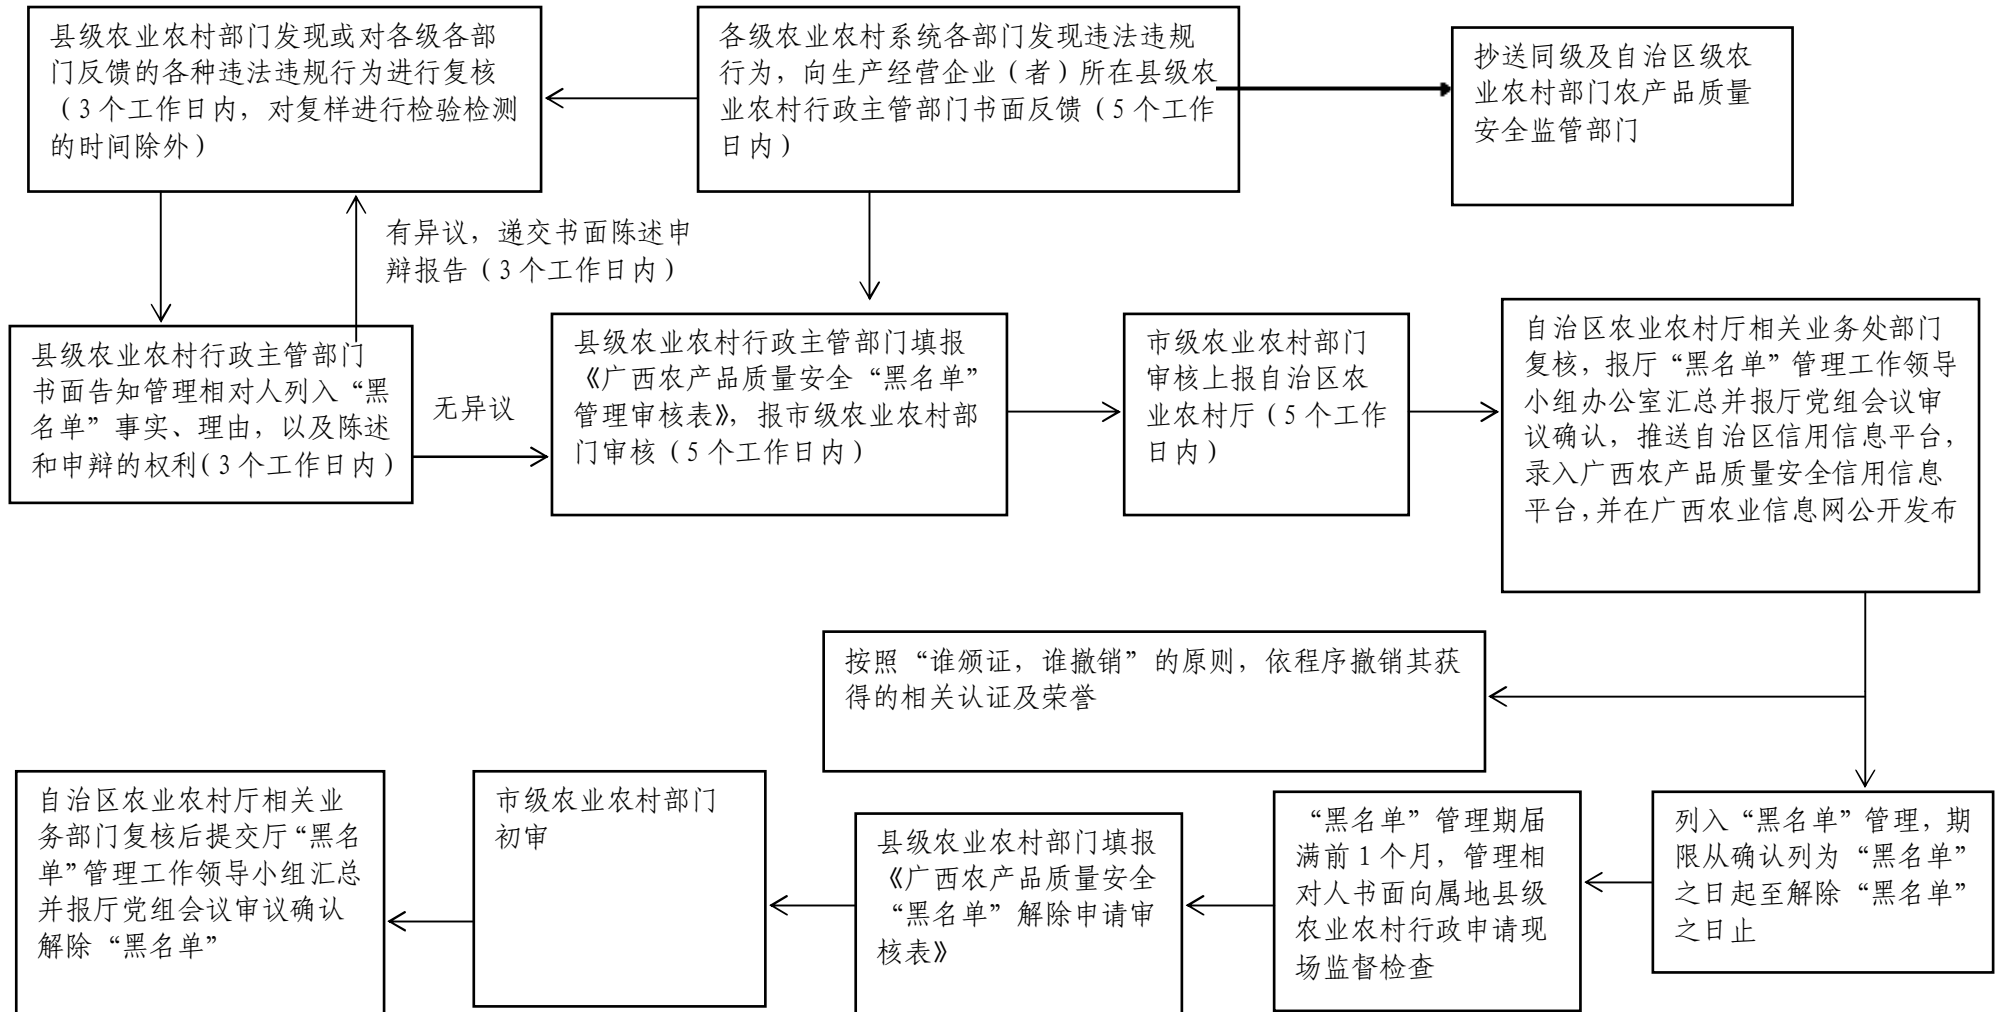 县级农业农村部门发现或对各级各部
门反馈的各种违法违规行为进行复核
（3个工作日内，对复样进行检验检测
的时间除外）
各级农业农村系统各部门发现违法违规
行为，向生产经营企业（者）所在县级农
业农村行政主管部门书面反馈（5个工作
日内）
抄送同级及自治区级农
业农村部门农产品质量
安全监管部门
有异议，递交书面陈述申
辩报告（3个工作日内）
县级农业农村行政主管部门
书面告知管理相对人列入“黑
名单”事实、理由，以及陈述
和申辩的权利（3个工作日内）
无异议
县级农业农村行政主管部门填报
《广西农产品质量安全“黑名单”
管理审核表》，报市级农业农村部
门审核（5个工作日内）
市级农业农村部门
审核上报自治区农
业农村厅（5个工作
日内）
自治区农业农村厅相关业务处部门
复核，报厅“黑名单”管理工作领导
小组办公室汇总并报厅党组会议审
议确认，推送自治区信用信息平台，
录入广西农产品质量安全信用信息
平台，并在广西农业信息网公开发布
按照“谁颁证，谁撤销”的原则，依程序撤销其获
得的相关认证及荣誉
自治区农业农村厅相关业
务部门复核后提交厅“黑名
单”管理工作领导小组汇总
并报厅党组会议审议确认
解除“黑名单”
市级农业农村部门
初审
县级农业农村部门填报
《广西农产品质量安全
“黑名单”解除申请审
核表》
“黑名单”管理期届
满前1个月，管理相
对人书面向属地县级
农业农村行政申请现
场监督检查
列入“黑名单”管理，期
限从确认列为“黑名单”
之日起至解除“黑名单”
之日止